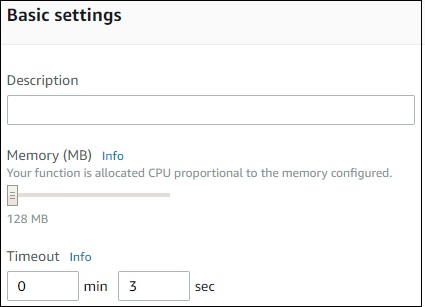 Basic settings
Description
Memory (MB) Info
Your function is allocated CPU proportional to the memory configured.
128 MB
Timeout Info
0 min 3 sec